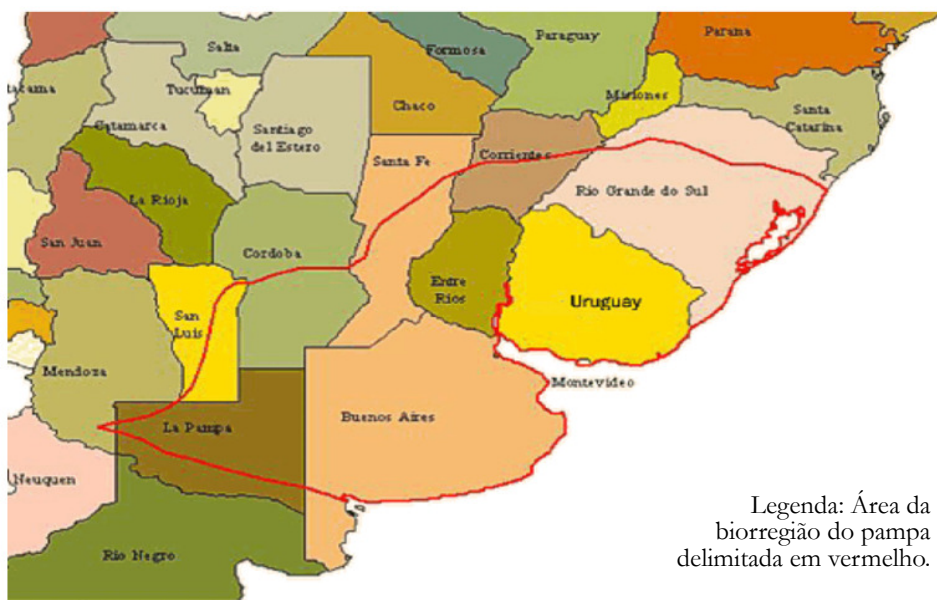 Salta
Formosa
Paraguay
Parana
Tucuman
Catamarca
Santiago
del Estero
Chaco
Misiones
Santa
Catarina
Santa Fe
Corrientes
La Rioja
Rio Grande do Sul
San Juan
Cordoba
Entre
Rios
Uruguay
San
Luis
Mendoza
Montevideo
La Pampa
Buenos Aires
Neuquen
Rio Negro
Legenda: Área da
biorregião do pampa
delimitada em vermelho.